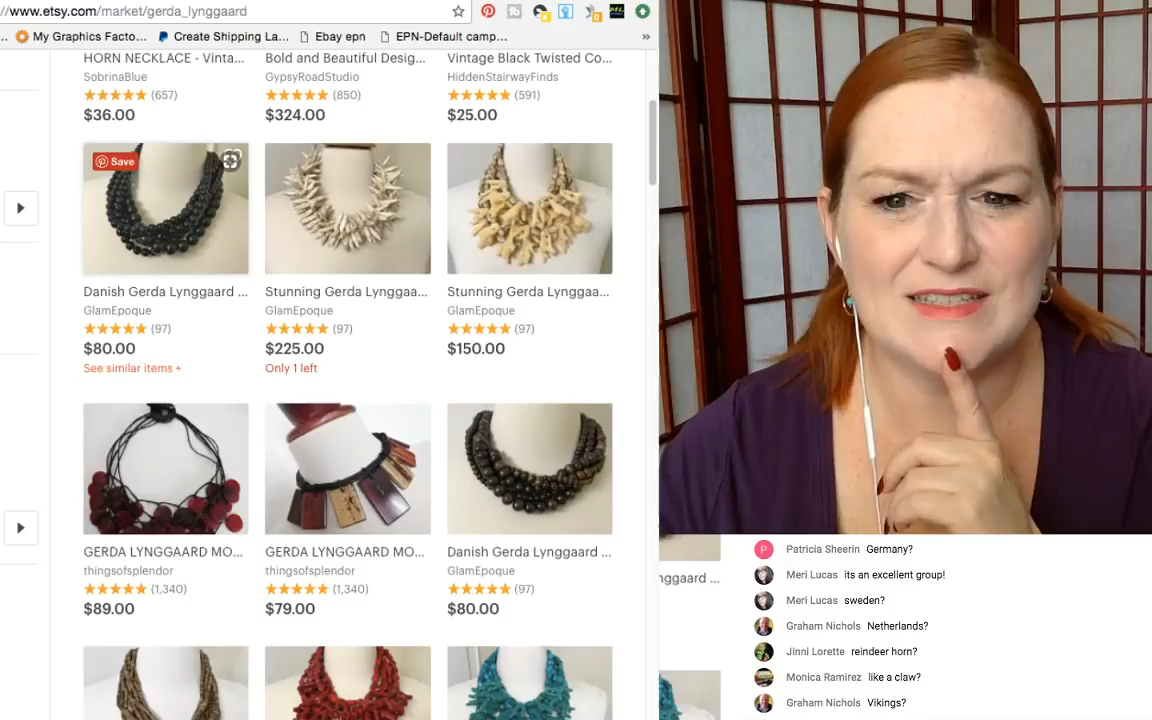 //www.etsy.com/market/gerda_lynggaard
... My Graphics Facto... Create Shipping La... Ebay epn EPN-Default camp... »
HORN NECKLACE - Vinta... Bold and Beautiful Desig... Vintage Black Twisted Co...
SobrinaBlue GypsyRoadStudio HiddenStairwayFinds
★★★★★ (657) ★★★★★ (850) ★★★★★ (591)
$36.00 $324.00 $25.00
Save
Danish Gerda Lynggaard ... Stunning Gerda Lynggaa... Stunning Gerda Lynggaa...
GlamEpoque GlamEpoque GlamEpoque
★★★★★ (97) ★★★★★ (97) ★★★★★ (97)
$80.00 $225.00 $150.00
See similar items + Only 1 left
GERDA LYNGGAARD MO... GERDA LYNGGAARD MO... Danish Gerda Lynggaard ...
thingsofsplendor thingsofsplendor GlamEpoque
★★★★★ (1,340) ★★★★★ (1,340) ★★★★★ (97)
$89.00 $79.00 $80.00
nggaard ...
P Patricia Sheerin Germany?
Meri Lucas its an excellent group!
Meri Lucas sweden?
Graham Nichols Netherlands?
Jinni Lorette reindeer horn?
Monica Ramirez like a claw?
Graham Nichols Vikings?